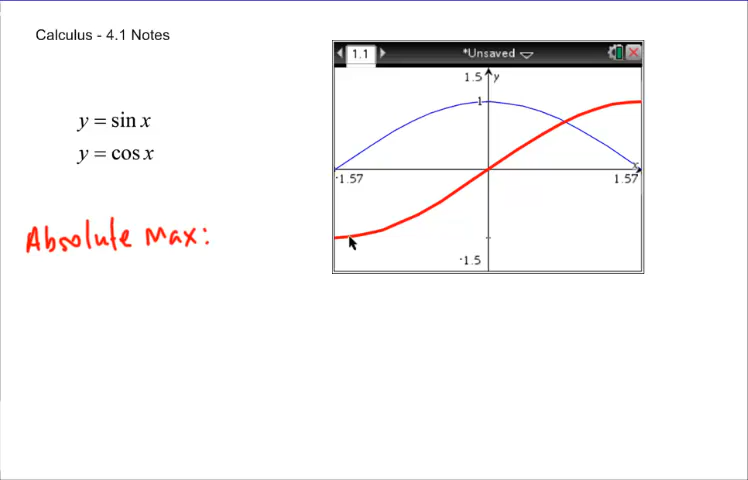 Calculus - 4.1 Notes
1.1
*Unsaved
1.5
y
y = sin x
1
y = cos x
x
-1.57
1.57
Absolute Max:
-1.5